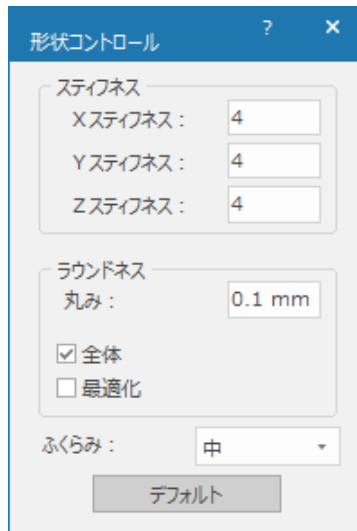 形状コントロール ?
スティフネス
Xスティフネス： 4
Yスティフネス： 4
Zスティフネス： 4
ラウンドネス
丸み： 0.1 mm
全体
最適化
ふくらみ： 中
デフォルト